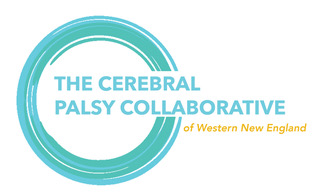 THE CEREBRAL
PALSY COLLABORATIVE
of Western New England